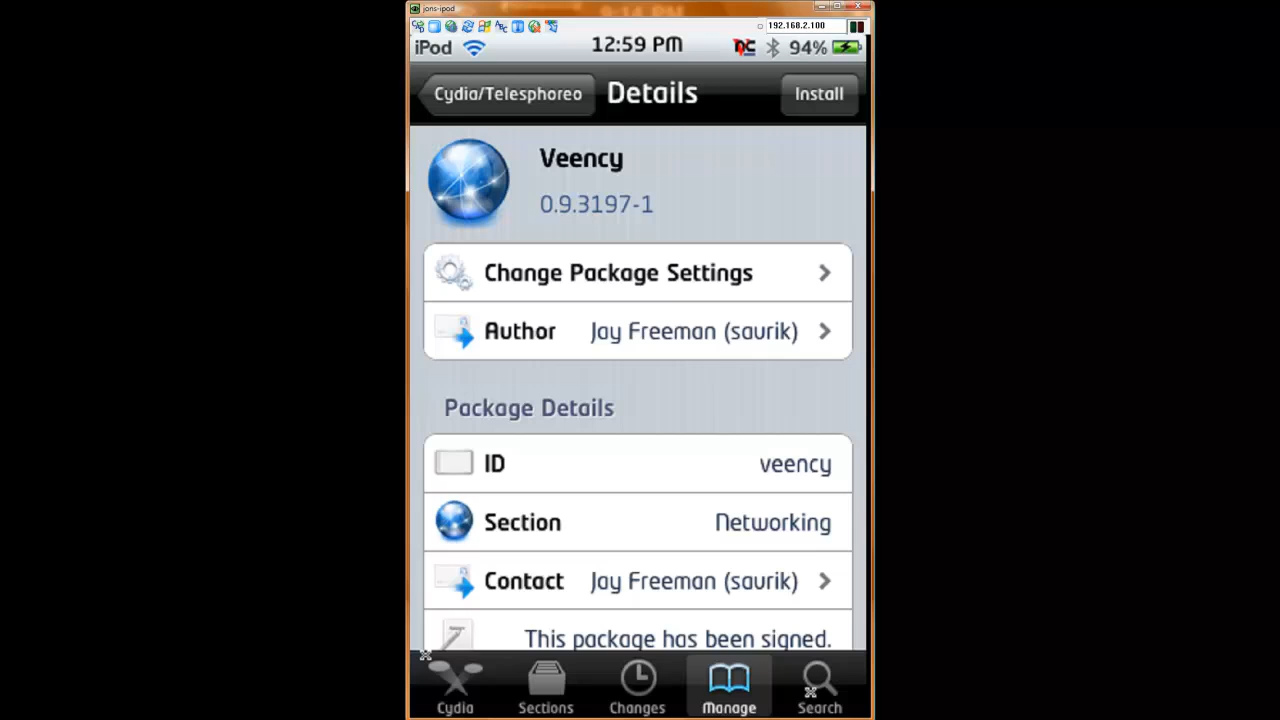 jons-ipod
192.168.2.100
iPod 12:59 PM 94%
Cydia/Telesphoreo Details Install
Veency
0.9.3197-1
Change Package Settings
Author Jay Freeman (saurik)
Package Details
ID veency
Section Networking
Contact Jay Freeman (saurik)
This package has been signed.
Cydia Sections Changes Manage Search